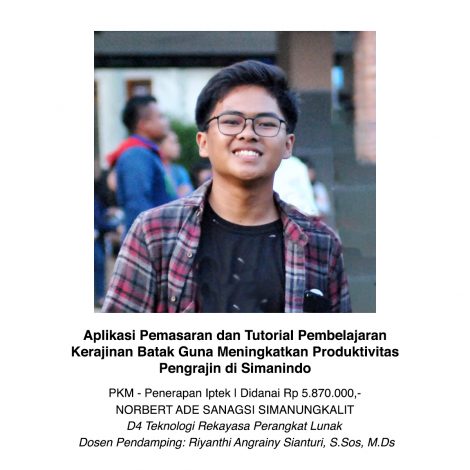 Aplikasi Pemasaran dan Tutorial Pembelajaran
Kerajinan Batak Guna Meningkatkan Produktivitas
Pengrajin di Simanindo
PKM - Penerapan Iptek | Didanai Rp 5.870.000,-
NORBERT ADE SANAGSI SIMANUNGKALIT
D4 Teknologi Rekayasa Perangkat Lunak
Dosen Pendamping: Riyanthi Angrainy Sianturi, S.Sos, M.Ds